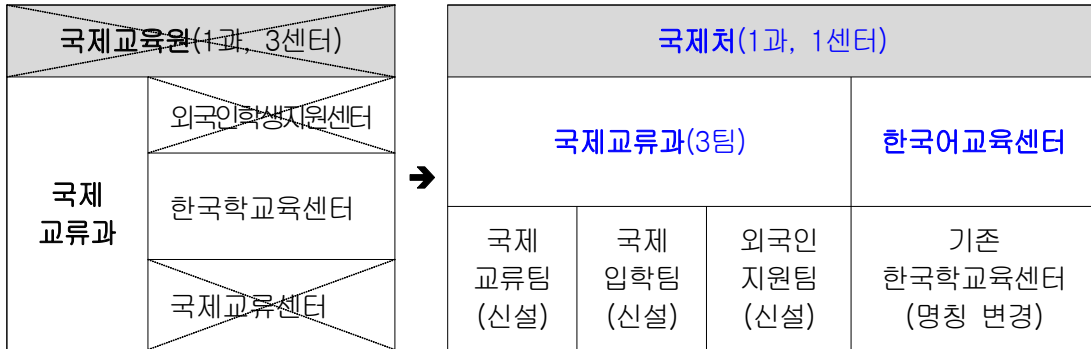 국제교육원(1과, 3센터)
국제
교류과
외국인학생지원센터
한국학교육센터
국제교류센터
➔
국제처(1과, 1센터)
국제교류과(3팀)
한국어교육센터
국제
교류팀
(신설)
국제
입학팀
(신설)
외국인
지원팀
(신설)
기존
한국학교육센터
(명칭 변경)